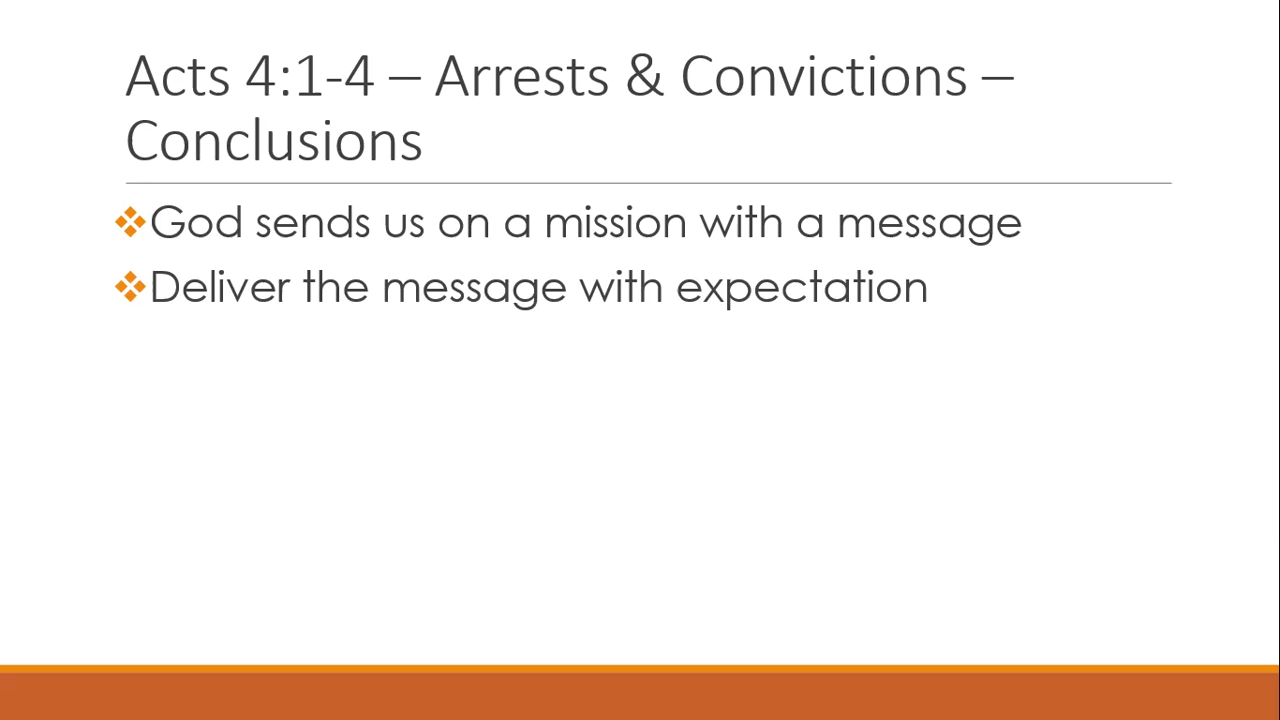 Acts 4:1-4 – Arrests & Convictions –
Conclusions
❖God sends us on a mission with a message
❖Deliver the message with expectation